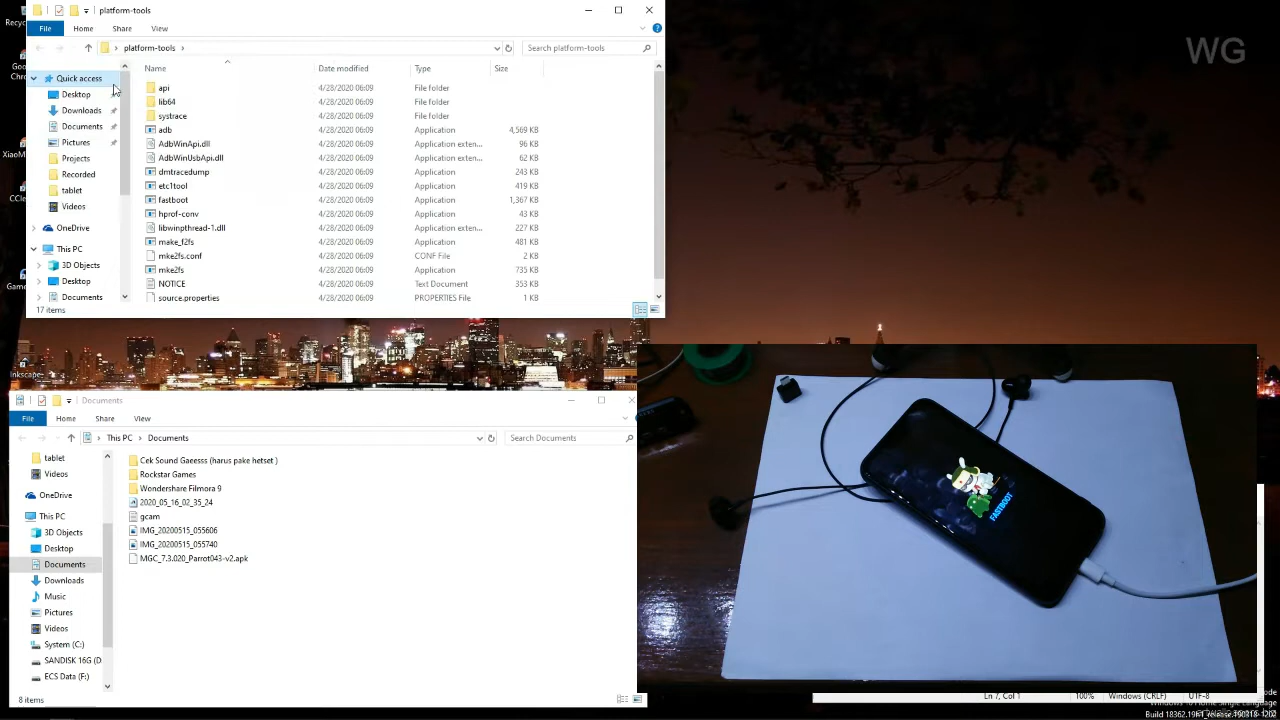 platform-tools
File Home Share View
platform-tools
Search platform-tools
Name Date modified Type Size
Quick access
Desktop
Downloads
Documents
Pictures
Projects
Recorded
tablet
Videos
OneDrive
This PC
3D Objects
Desktop
Documents
api 4/28/2020 06:09 File folder
lib64 4/28/2020 06:09 File folder
systrace 4/28/2020 06:09 File folder
adb 4/28/2020 06:09 Application 4,569 KB
AdbWinApi.dll 4/28/2020 06:09 Application exten... 96 KB
AdbWinUsbApi.dll 4/28/2020 06:09 Application exten... 62 KB
dmtracedump 4/28/2020 06:09 Application 243 KB
etc1tool 4/28/2020 06:09 Application 419 KB
fastboot 4/28/2020 06:09 Application 1,367 KB
hprof-conv 4/28/2020 06:09 Application 43 KB
libwinpthread-1.dll 4/28/2020 06:09 Application exten... 227 KB
make_f2fs 4/28/2020 06:09 Application 481 KB
mke2fs.conf 4/28/2020 06:09 CONF File 2 KB
mke2fs 4/28/2020 06:09 Application 735 KB
NOTICE 4/28/2020 06:09 Text Document 353 KB
source.properties 4/28/2020 06:09 PROPERTIES File 1 KB
17 items
WG
Inkscape
Documents
File Home Share View
This PC Documents
Search Documents
tablet
Videos
OneDrive
This PC
3D Objects
Desktop
Documents
Downloads
Music
Pictures
Videos
System (C:)
SANDISK 16G (D
ECS Data (F:)
Cek Sound Gaeesss (harus pake hetset )
Rockstar Games
Wondershare Filmora 9
2020_05_16_02_35_24
gcam
IMG_20200515_055606
IMG_20200515_055740
MGC_7.3.020_Parrot043-v2.apk
8 items
FASTBOOT
Ln 7, Col 1 100% Windows (CRLF) UTF-8